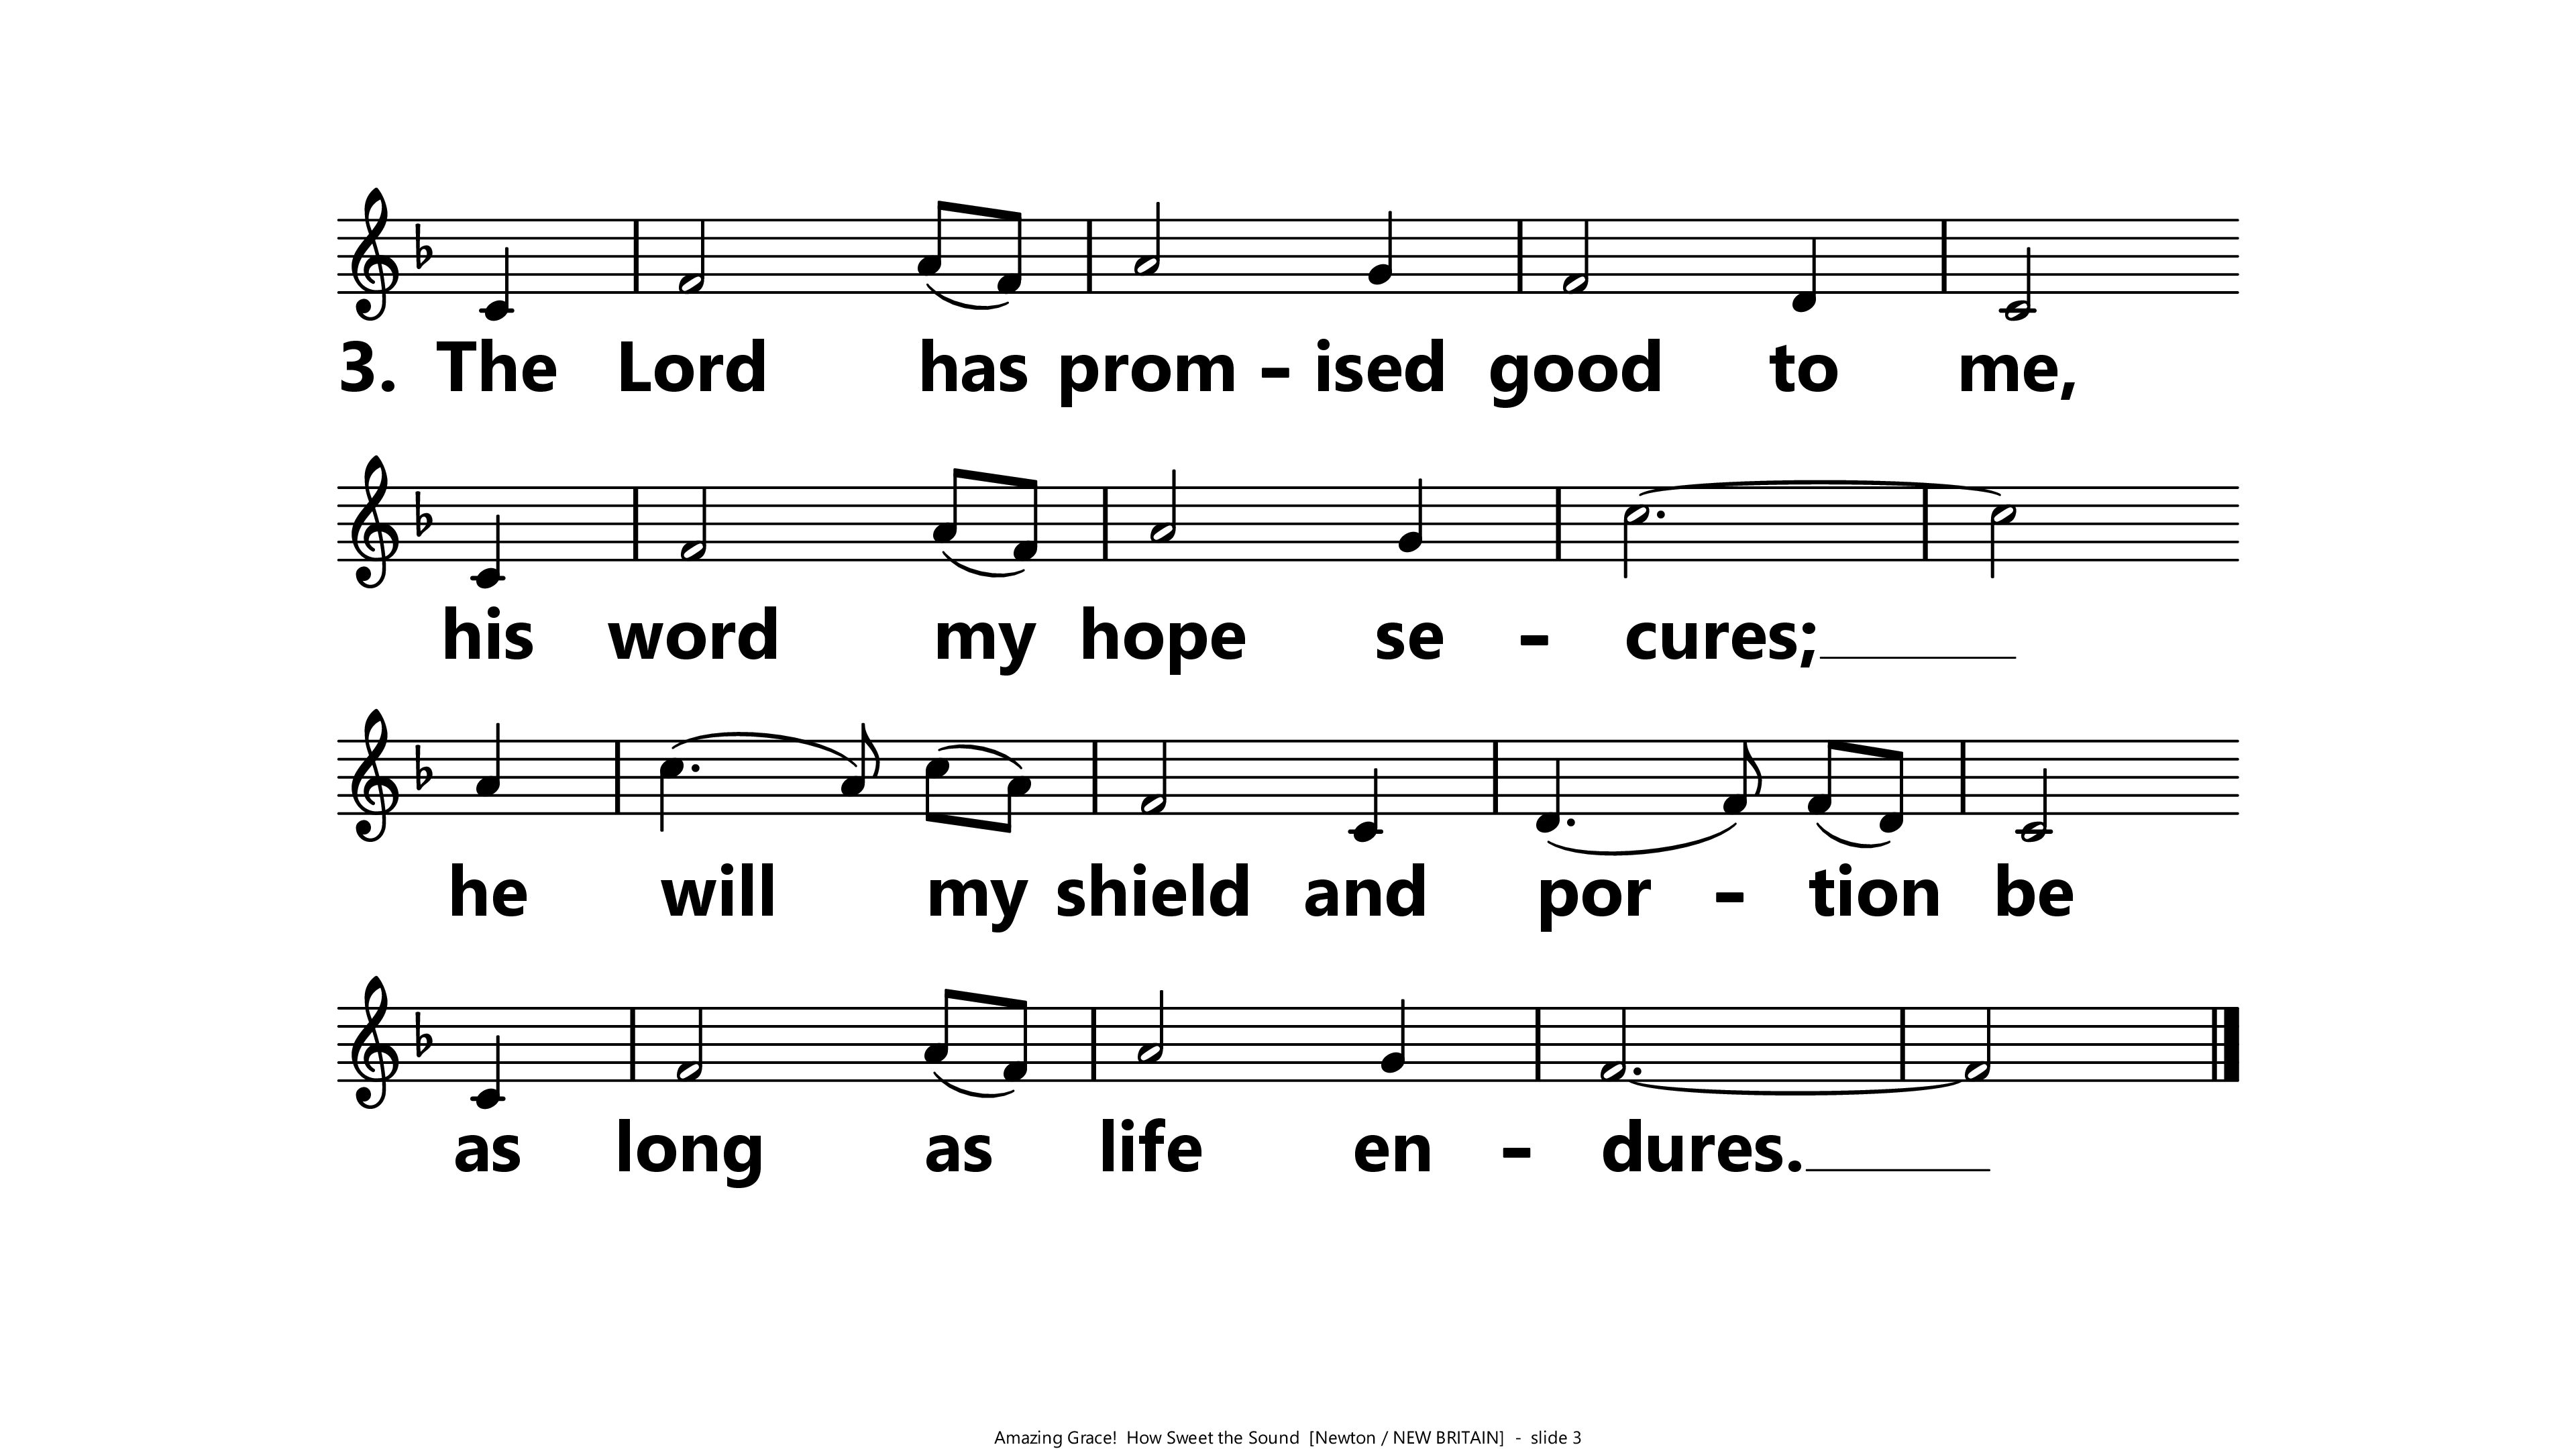 3. The Lord has prom - ised good to me,
his word my hope se - cures;
he will my shield and por - tion be
as long as life en - dures.
Amazing Grace! How Sweet the Sound [Newton / NEW BRITAIN] - slide 3